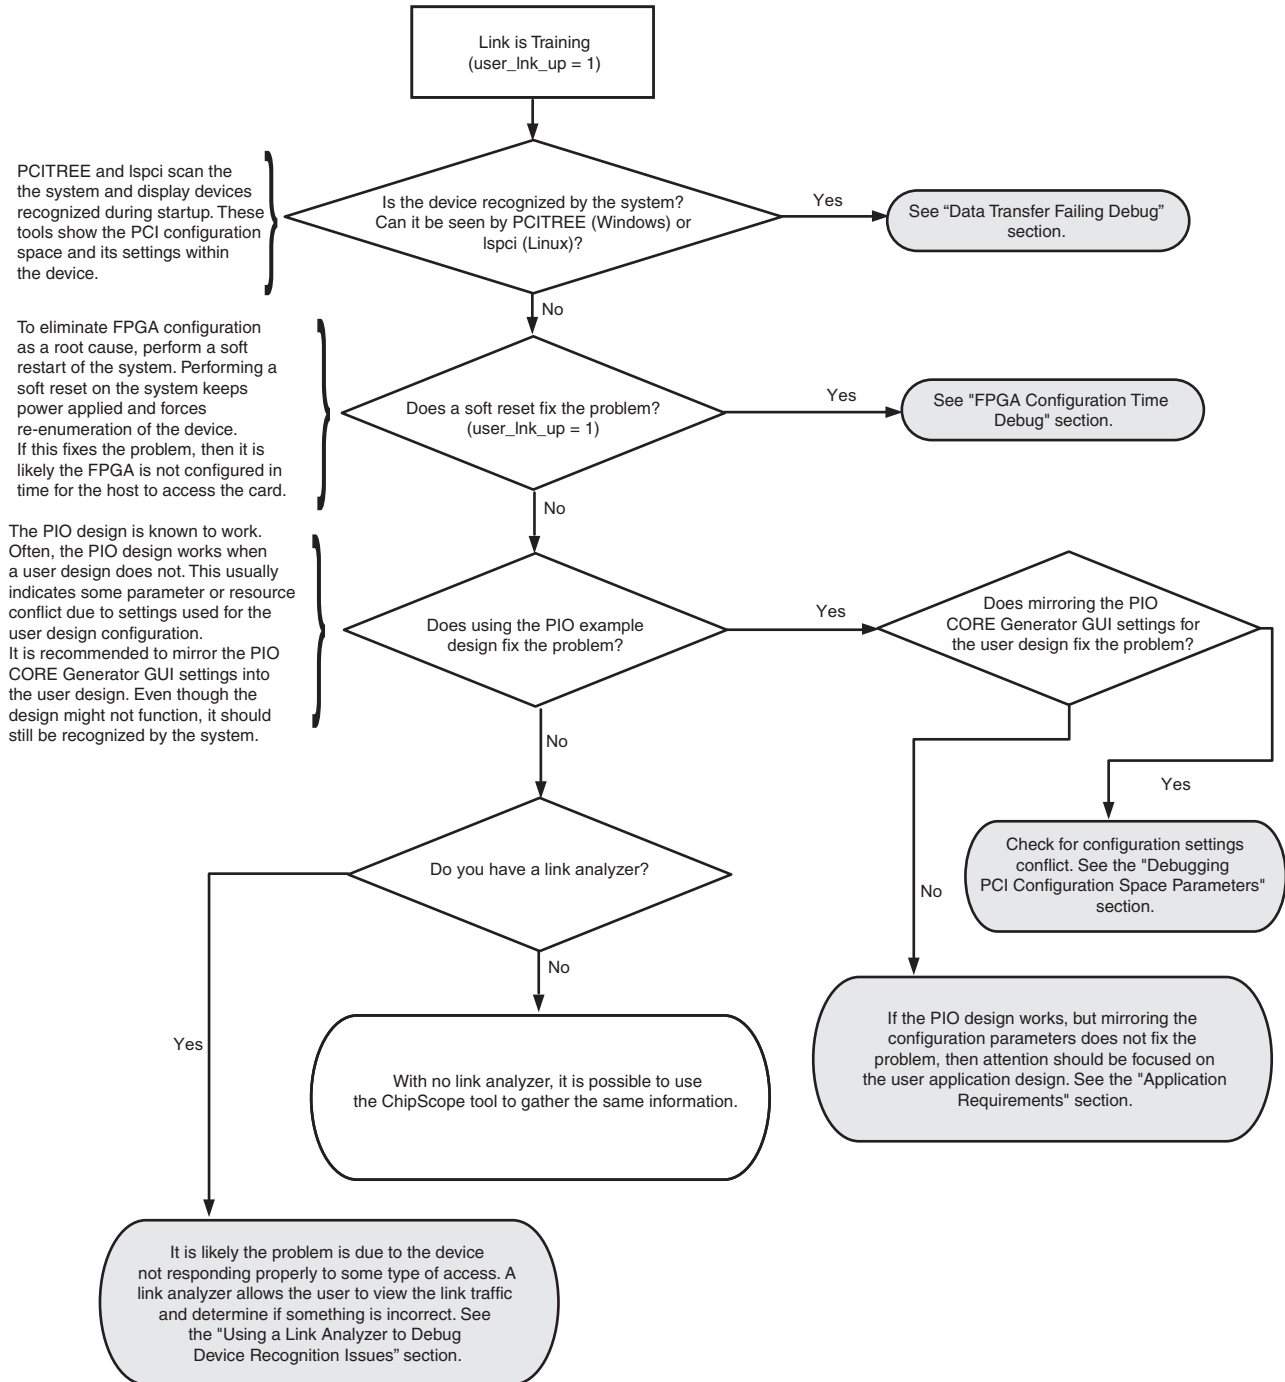 Link is Training
(user_lnk_up = 1)
PCITREE and lspci scan the
the system and display devices
recognized during startup. These
tools show the PCI configuration
space and its settings within
the device.
Is the device recognized by the system?
Can it be seen by PCITREE (Windows) or
lspci (Linux)?
Yes
See “Data Transfer Failing Debug”
section.
No
To eliminate FPGA configuration
as a root cause, perform a soft
restart of the system. Performing a
soft reset on the system keeps
power applied and forces
re-enumeration of the device.
If this fixes the problem, then it is
likely the FPGA is not configured in
time for the host to access the card.
Does a soft reset fix the problem?
(user_lnk_up = 1)
Yes
See "FPGA Configuration Time
Debug" section.
No
The PIO design is known to work.
Often, the PIO design works when
a user design does not. This usually
indicates some parameter or resource
conflict due to settings used for the
user design configuration.
It is recommended to mirror the PIO
CORE Generator GUI settings into
the user design. Even though the
design might not function, it should
still be recognized by the system.
Does using the PIO example
design fix the problem?
Yes
Does mirroring the PIO
CORE Generator GUI settings for
the user design fix the problem?
No
Yes
Do you have a link analyzer?
Check for configuration settings
conflict. See the "Debugging
PCI Configuration Space Parameters"
section.
No
No
If the PIO design works, but mirroring the
configuration parameters does not fix the
problem, then attention should be focused on
the user application design. See the "Application
Requirements" section.
Yes
With no link analyzer, it is possible to use
the ChipScope tool to gather the same information.
It is likely the problem is due to the device
not responding properly to some type of access. A
link analyzer allows the user to view the link traffic
and determine if something is incorrect. See
the "Using a Link Analyzer to Debug
Device Recognition Issues” section.